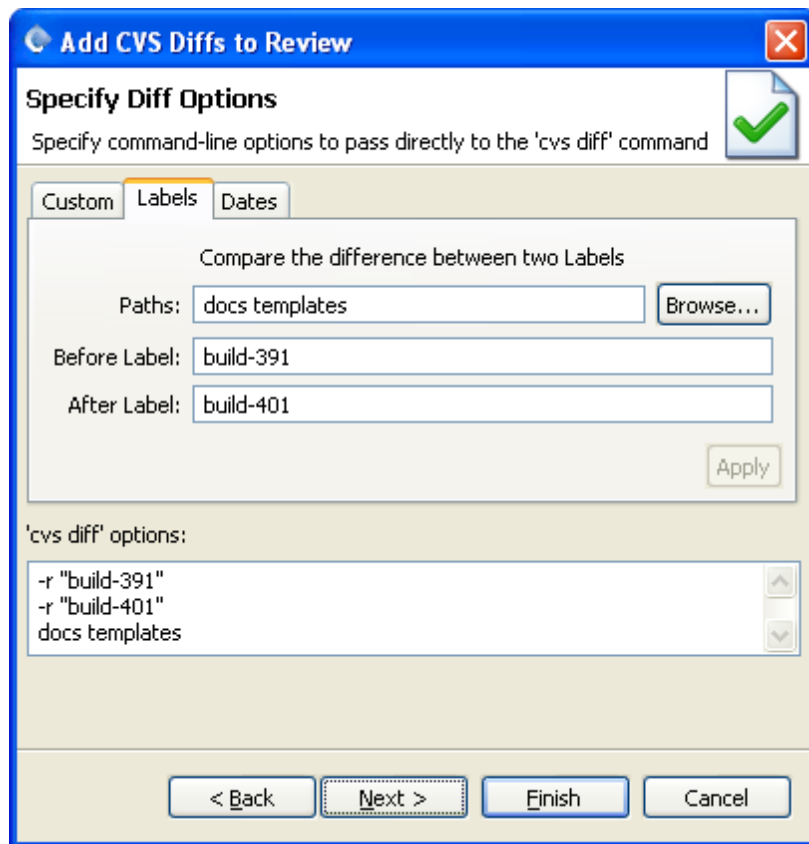 Add CVS Diffs to Review
Specify Diff Options
Specify command-line options to pass directly to the 'cvs diff' command
Custom Labels Dates
Compare the difference between two Labels
Paths: docs templates Browse...
Before Label: build-391
After Label: build-401
Apply
'cvs diff' options:
-r "build-391"
-r "build-401"
docs templates
< Back Next > Finish Cancel